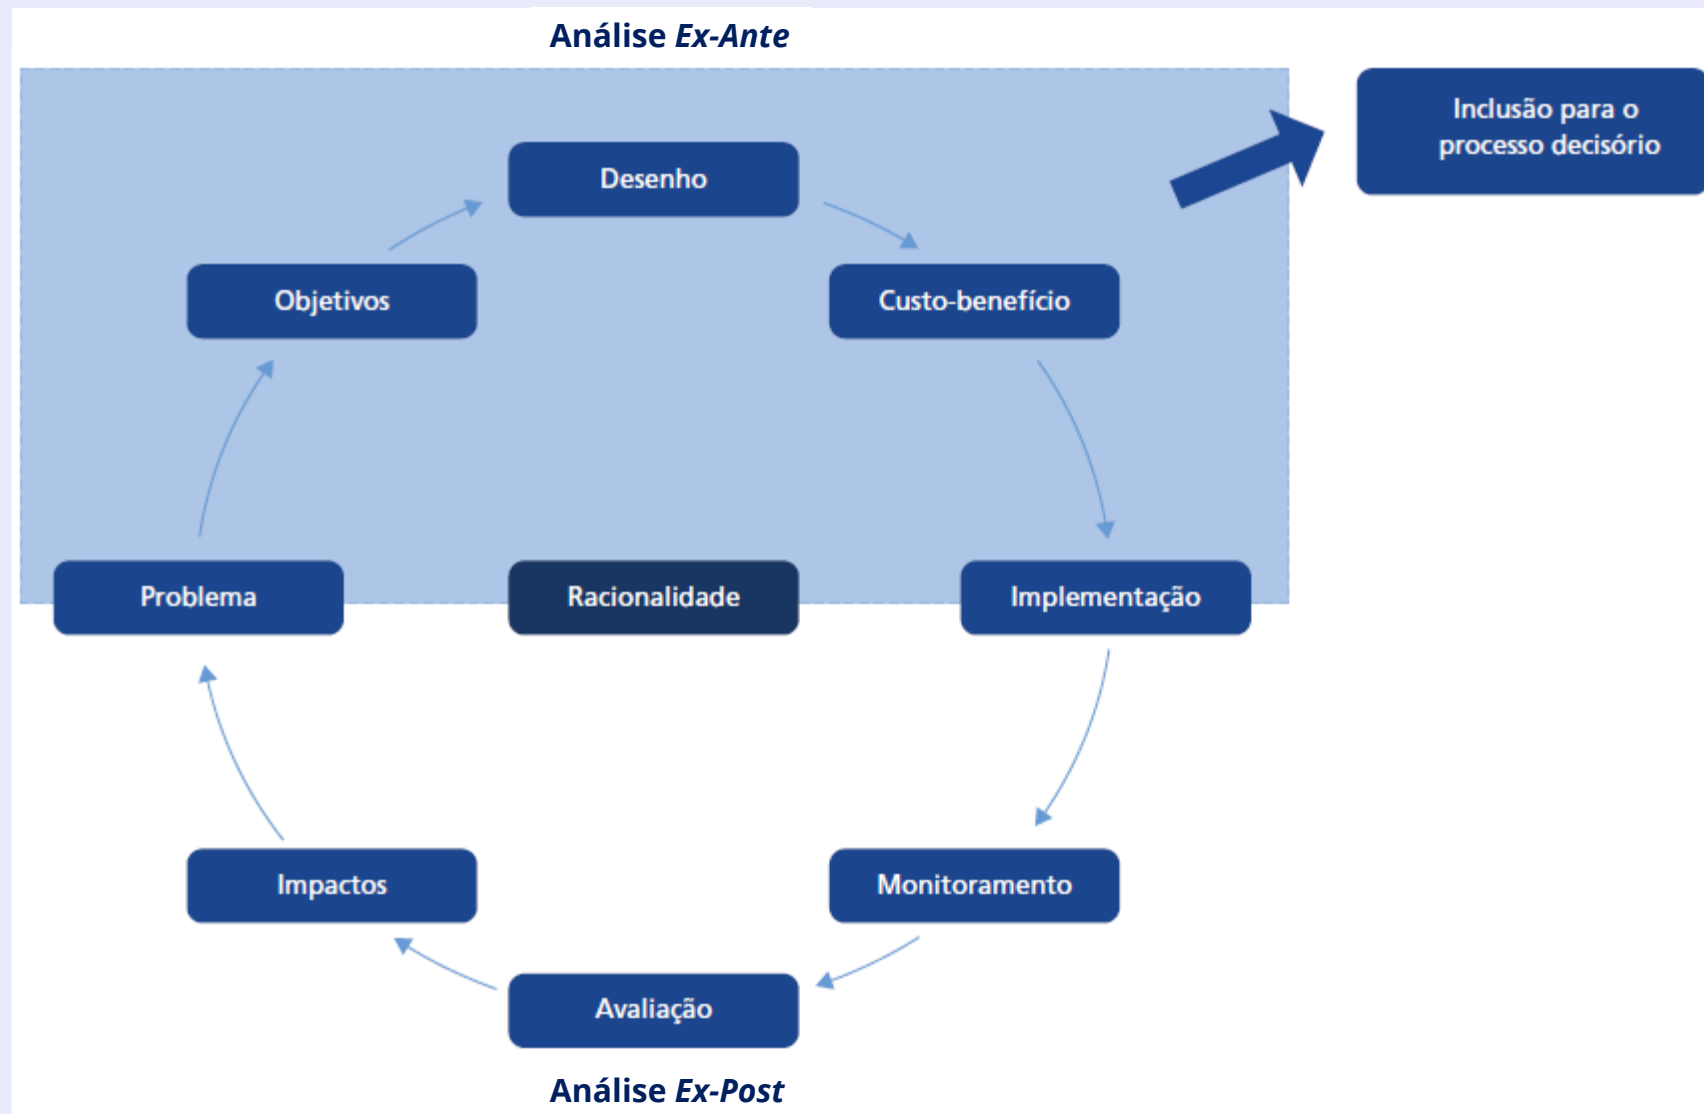 Análise Ex-Ante
Inclusão para o
processo decisório
Desenho
Objetivos
Custo-benefício
Problema
Racionalidade
Implementação
Impactos
Monitoramento
Avaliação
Análise Ex-Post